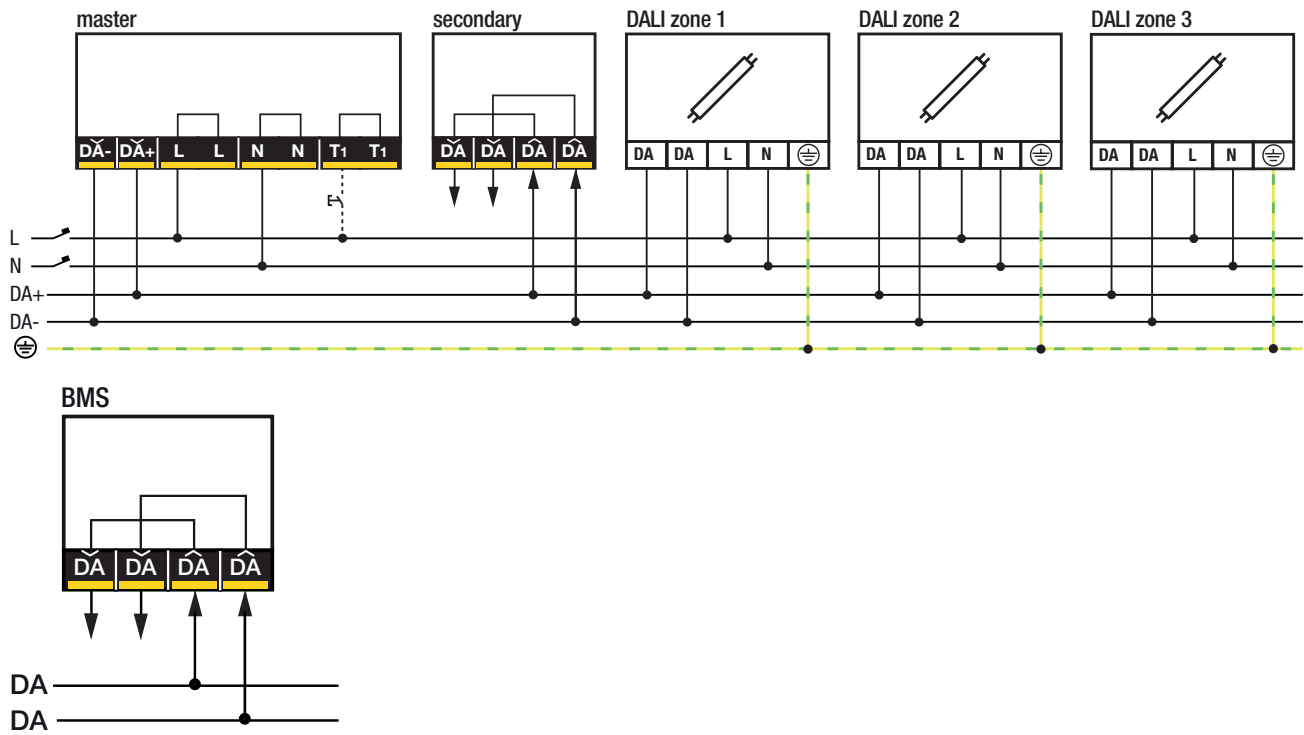 master secondary DALI zone 1 DALI zone 2 DALI zone 3
DA- DA+ L L N N T1 T1 DA DA DA DA DA DA L N DA DA L N DA DA L N
L
N
DA+
DA-
BMS
DA DA DA DA
DA
DA